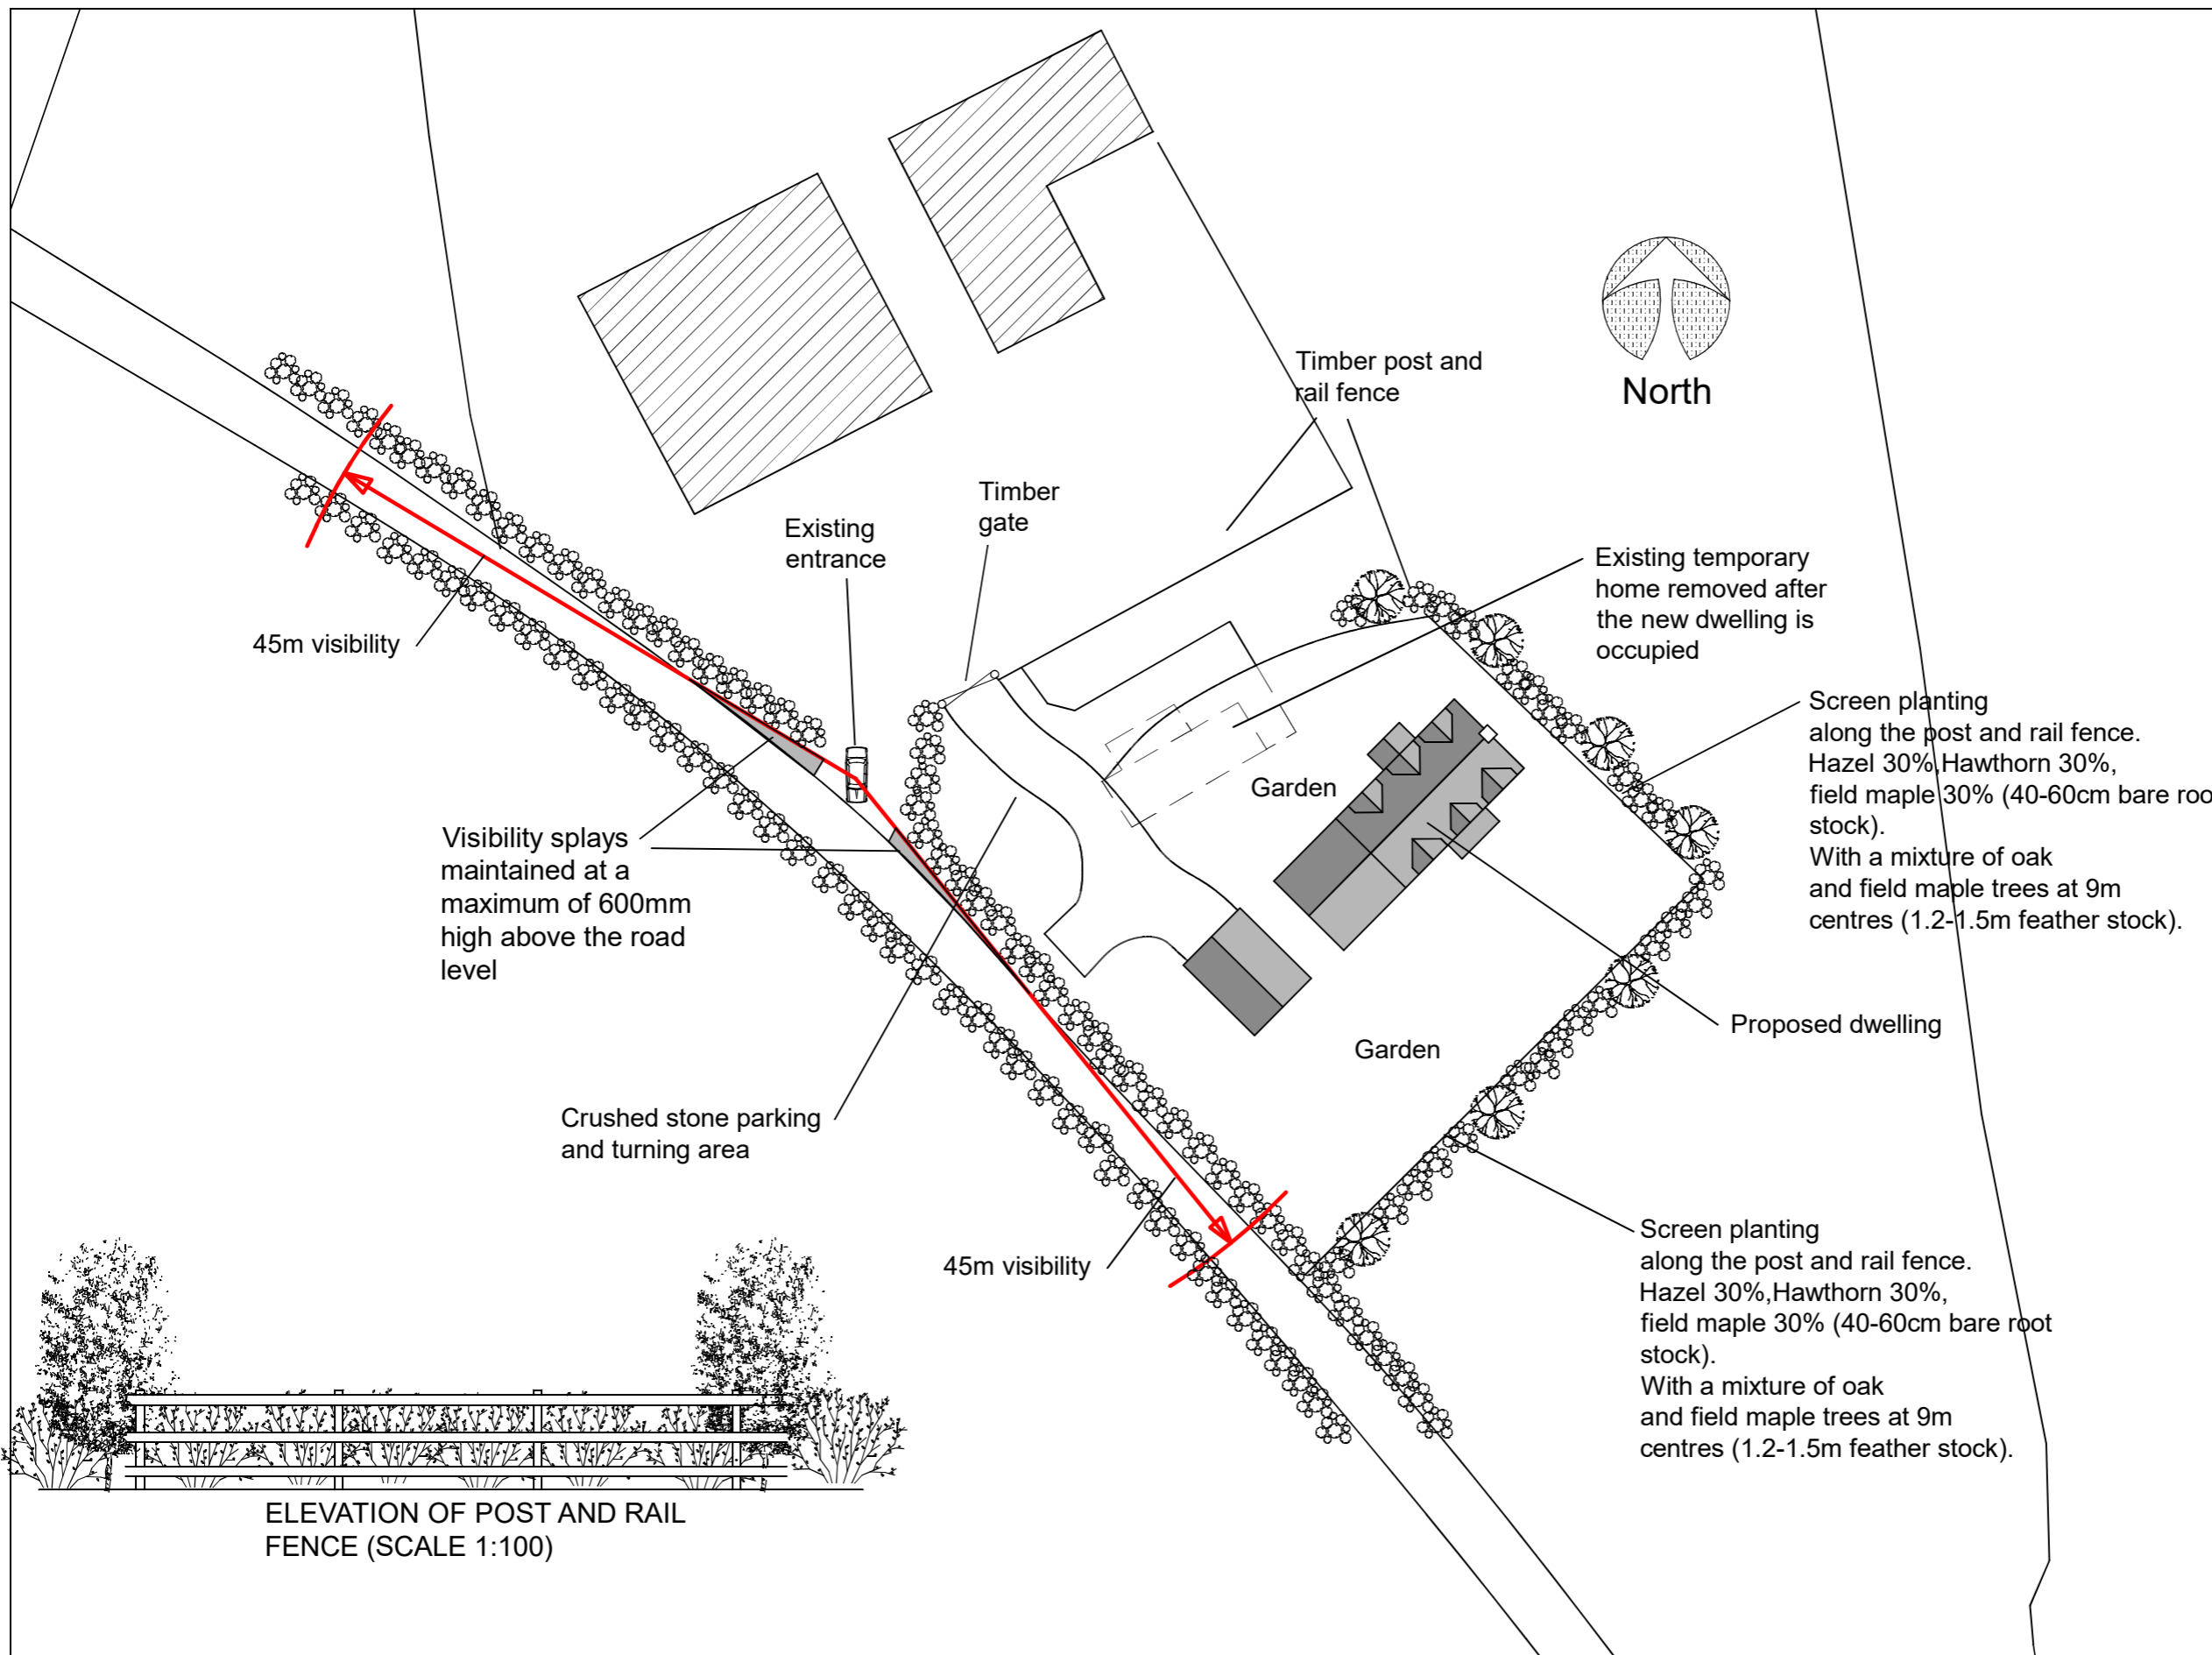 Timber post and
rail fence
North
Timber
gate
Existing
entrance
Existing temporary
home removed after
the new dwelling is
occupied
45m visibility
Screen planting
along the post and rail fence.
Hazel 30%,Hawthorn 30%,
field maple 30% (40-60cm bare roo
stock).
With a mixture of oak
and field maple trees at 9m
centres (1.2-1.5m feather stock).
Garden
Visibility splays
maintained at a
maximum of 600mm
high above the road
level
Proposed dwelling
Garden
Crushed stone parking
and turning area
45m visibility
Screen planting
along the post and rail fence.
Hazel 30%,Hawthorn 30%,
field maple 30% (40-60cm bare root
stock).
With a mixture of oak
and field maple trees at 9m
centres (1.2-1.5m feather stock).
ELEVATION OF POST AND RAIL
FENCE (SCALE 1:100)